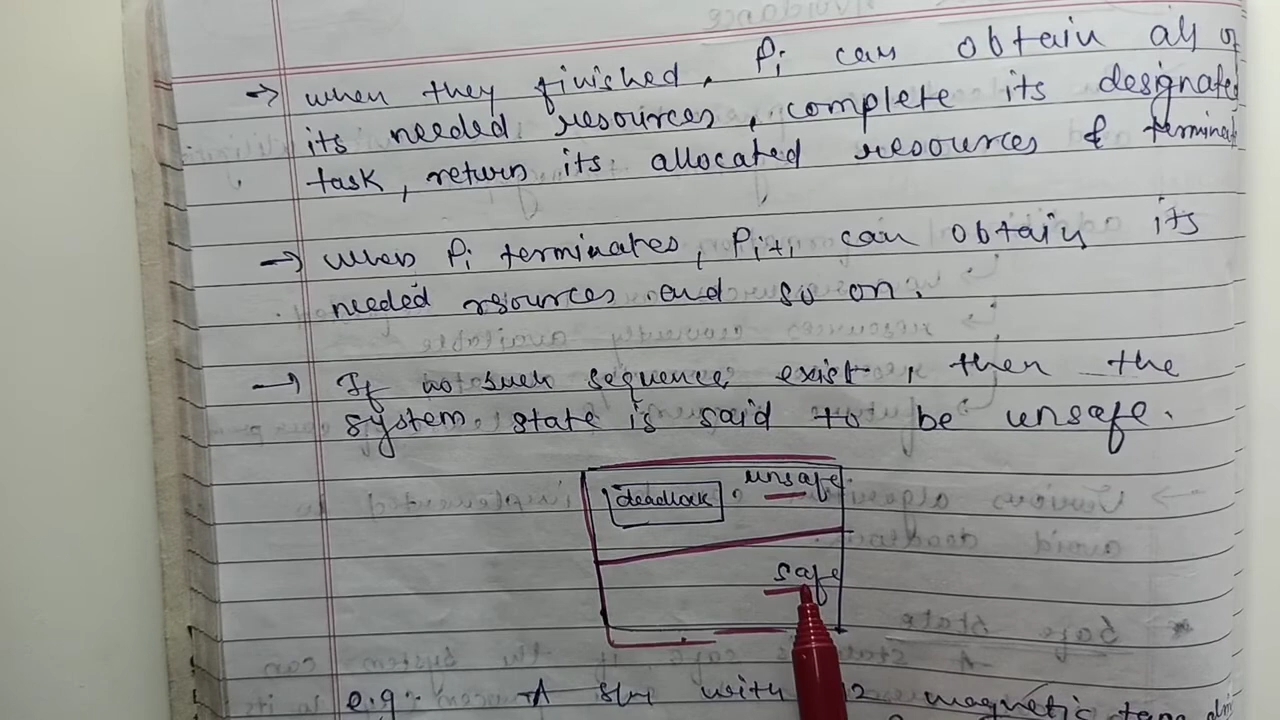 → when they finished, Pi can obtain all of
its needed resources, complete its designated
task, return its allocated resources & terminate
→ when Pi terminates, Pi+1 can obtain its
needed resources and so on.
→ If no such sequence exist, then the
system state is said to be unsafe.
deadlock unsafe
safe
e.g. A sys with 12 magnetic tape